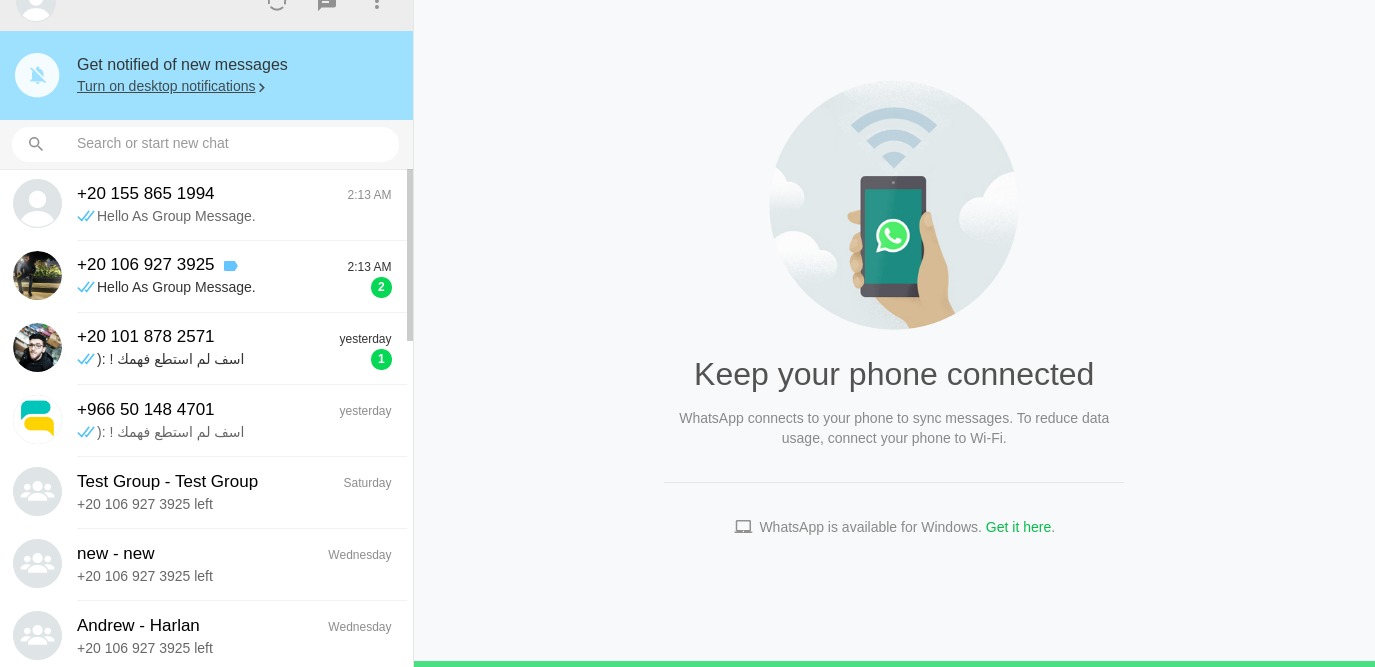 Get notified of new messages
Turn on desktop notifications
Search or start new chat
+20 155 865 1994
2:13 AM
Hello As Group Message.
+20 106 927 3925
2:13 AM
Hello As Group Message.
2
+20 101 878 2571
yesterday
اسف لم استطع فهمك ! :(
1
+966 50 148 4701
yesterday
اسف لم استطع فهمك ! :(
Test Group - Test Group
Saturday
+20 106 927 3925 left
new - new
Wednesday
+20 106 927 3925 left
Andrew - Harlan
Wednesday
+20 106 927 3925 left
Keep your phone connected
WhatsApp connects to your phone to sync messages. To reduce data
usage, connect your phone to Wi-Fi.
WhatsApp is available for Windows. Get it here.